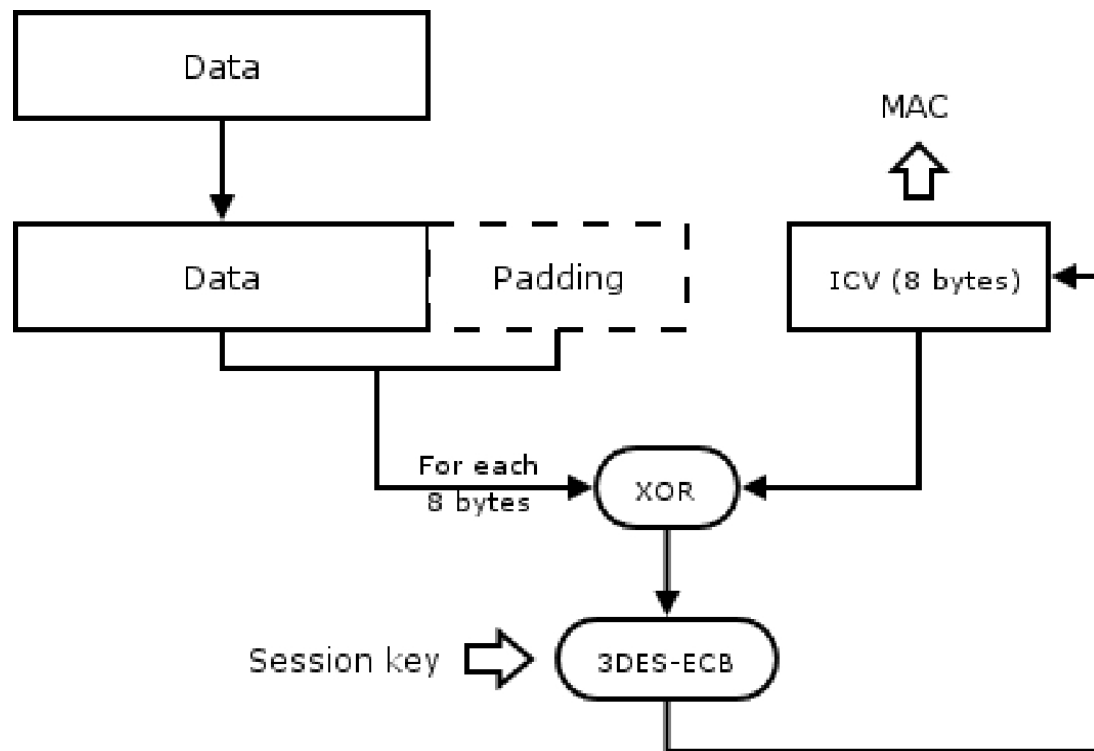 Data
MAC
Data
Padding
ICV (8 bytes)
For each
8 bytes
XOR
Session key
3DES-ECB